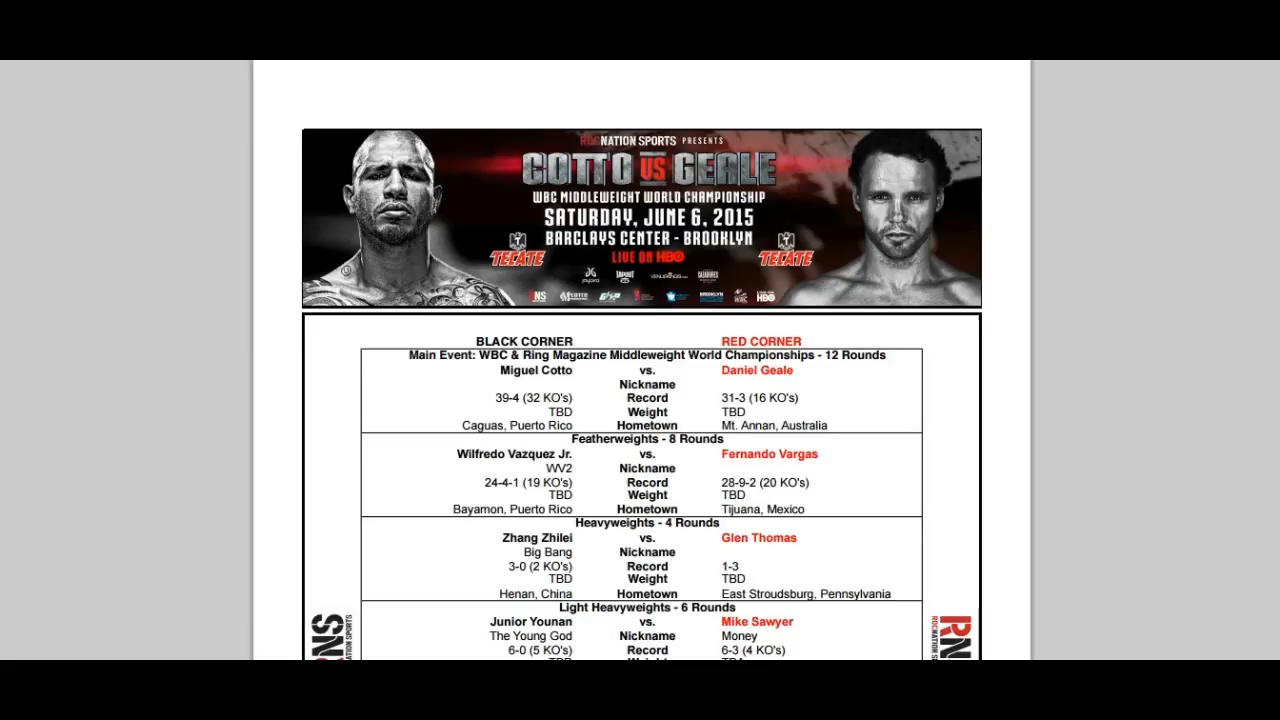 ROCNATION SPORTS PRESENTS
COTTO VS GEALE
WBC MIDDLEWEIGHT WORLD CHAMPIONSHIP
SATURDAY, JUNE 6, 2015
BARCLAYS CENTER - BROOKLYN
TECATE LIVE ON HBO TECATE
TAPOUT
RNS BROOKLYN HBO
BLACK CORNER RED CORNER
Main Event: WBC & Ring Magazine Middleweight World Championships - 12 Rounds
Miguel Cotto vs. Daniel Geale
Nickname
39-4 (32 KO's) Record 31-3 (16 KO's)
TBD Weight TBD
Caguas, Puerto Rico Hometown Mt. Annan, Australia
Featherweights - 8 Rounds
Wilfredo Vazquez Jr. vs. Fernando Vargas
WV2 Nickname
24-4-1 (19 KO's) Record 28-9-2 (20 KO's)
TBD Weight TBD
Bayamon, Puerto Rico Hometown Tijuana, Mexico
Heavyweights - 4 Rounds
Zhang Zhilei vs. Glen Thomas
Big Bang Nickname
3-0 (2 KO's) Record 1-3
TBD Weight TBD
Henan, China Hometown East Stroudsburg, Pennsylvania
Light Heavyweights - 6 Rounds
Junior Younan vs. Mike Sawyer
The Young God Nickname Money
6-0 (5 KO's) Record 6-3 (4 KO's)